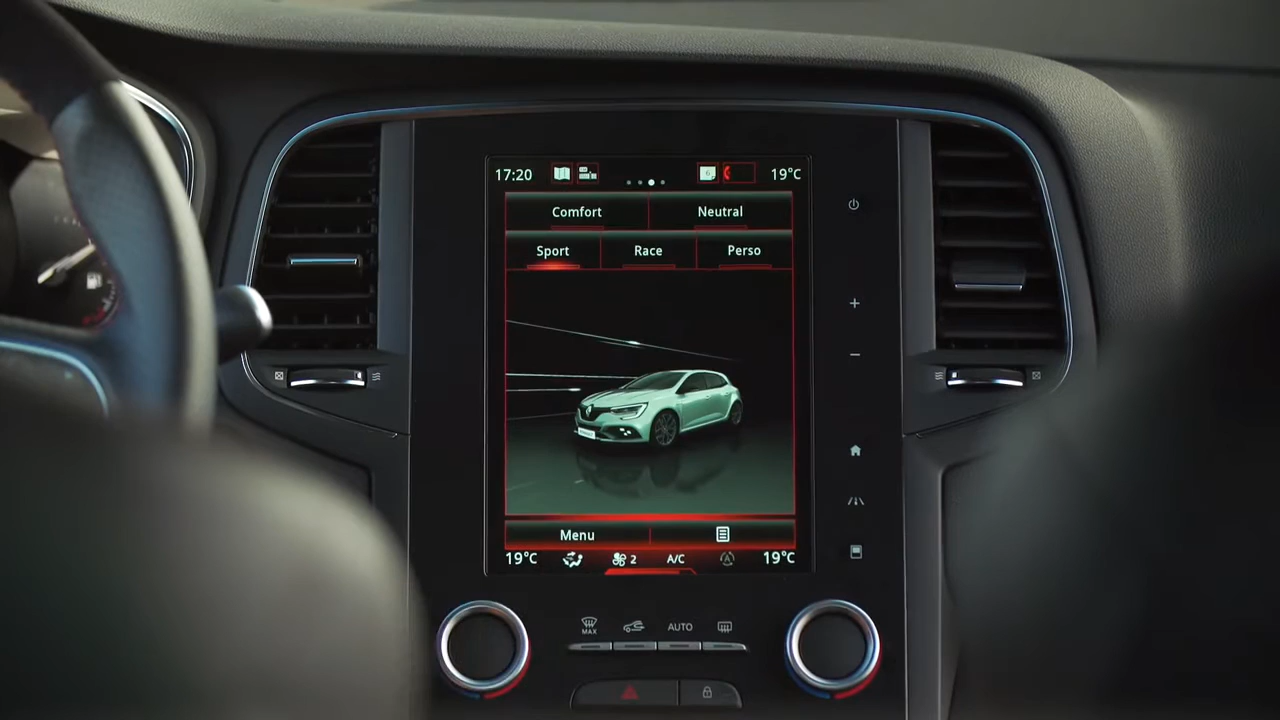 17:20 19°C
Comfort Neutral
Sport Race Perso
Menu
19°C 2 A/C A 19°C
MAX AUTO